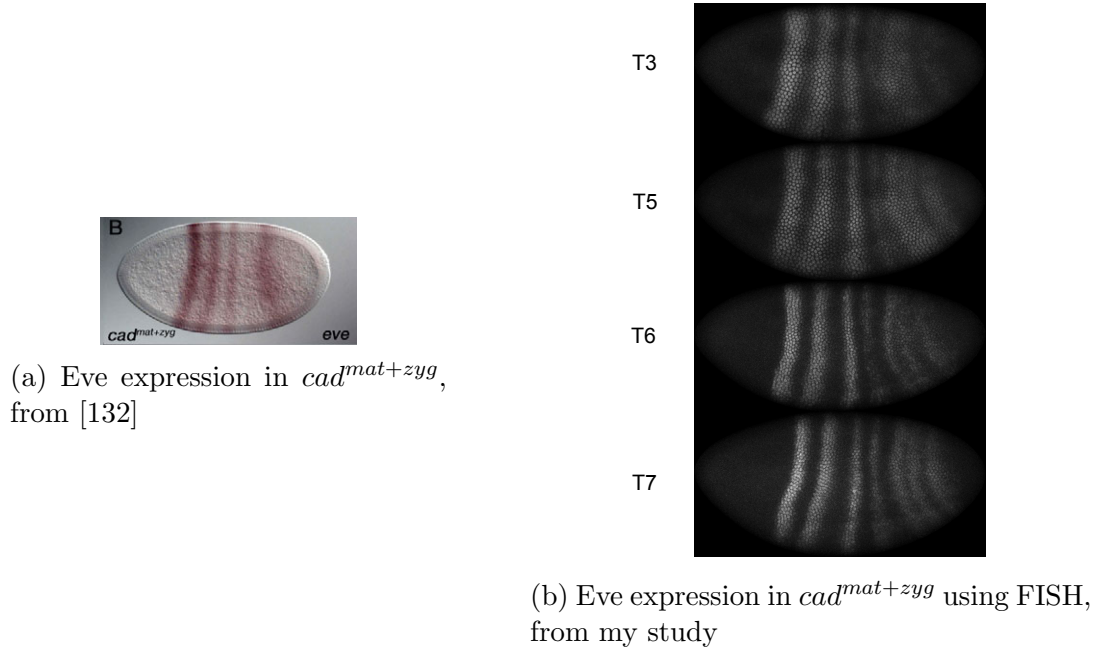 B
cad^{mat+zyg}
eve
(a) Eve expression in cad^{mat+zyg},
from [132]
T3
T5
T6
T7
(b) Eve expression in cad^{mat+zyg} using FISH,
from my study